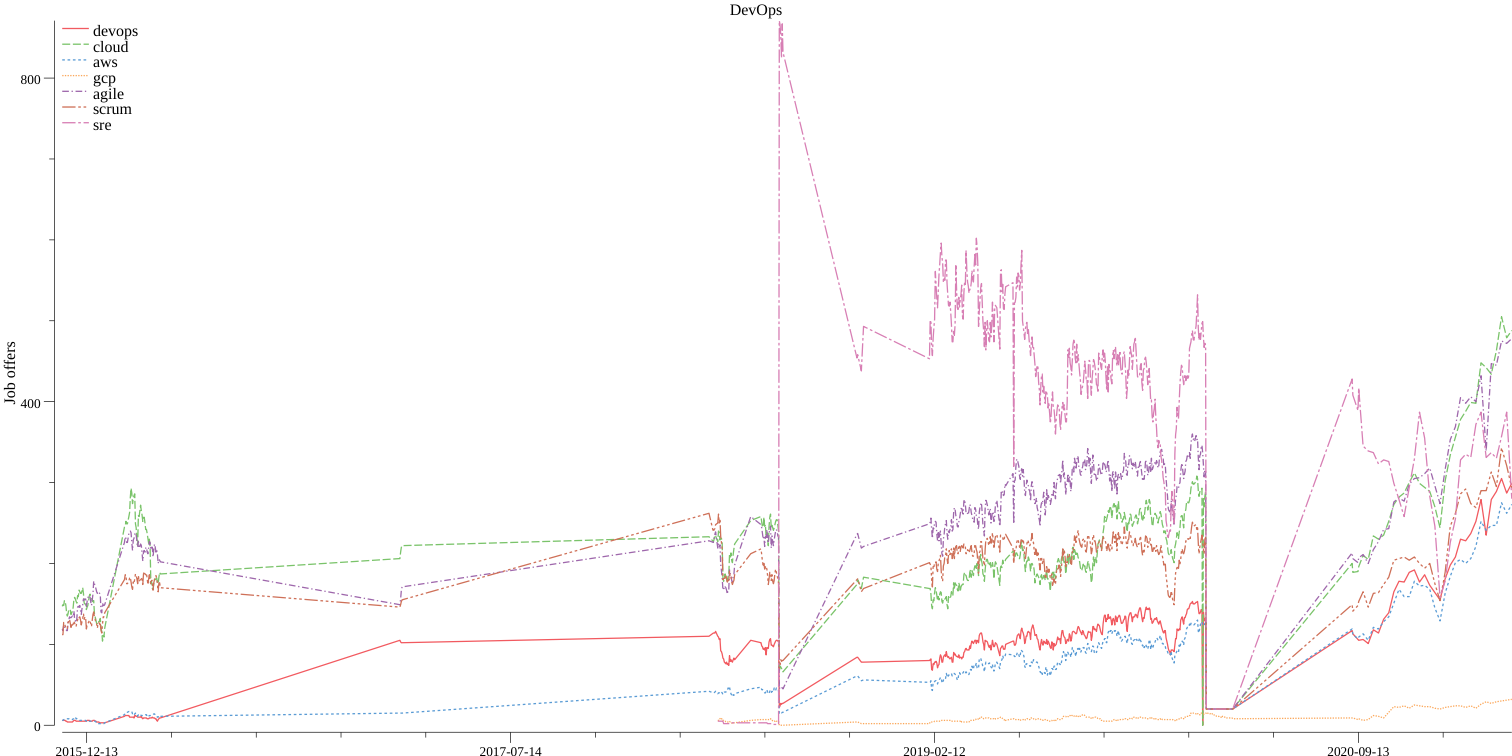 DevOps
devops
cloud
aws
gcp
agile
scrum
sre
Job offers
800
400
0
2015-12-13
2017-07-14
2019-02-12
2020-09-13